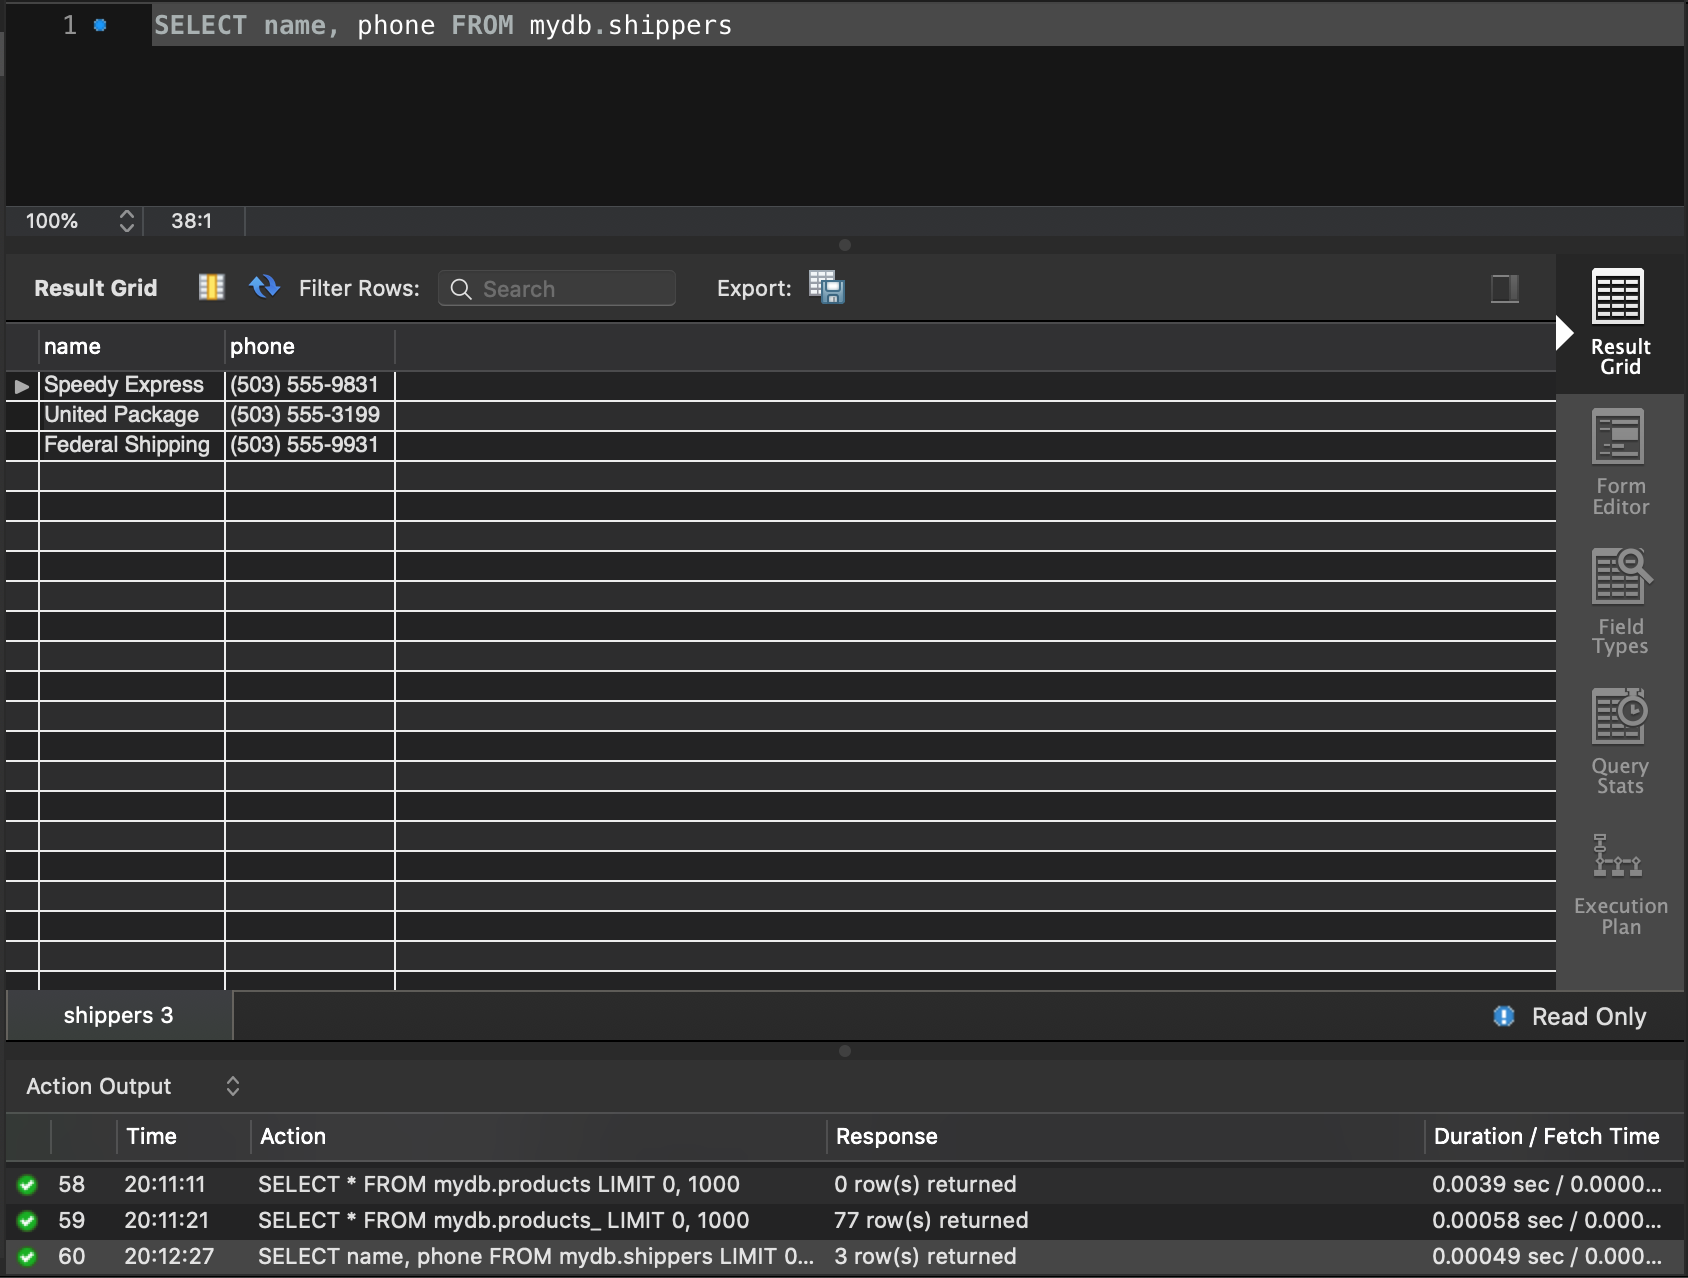 1 SELECT name, phone FROM mydb.shippers
100% 38:1
Result Grid Filter Rows: Search Export:
name phone
Speedy Express (503) 555-9831
United Package (503) 555-3199
Federal Shipping (503) 555-9931
Result
Grid
Form
Editor
Field
Types
Query
Stats
Execution
Plan
shippers 3 Read Only
Action Output
Time Action Response Duration / Fetch Time
58 20:11:11 SELECT * FROM mydb.products LIMIT 0, 1000 0 row(s) returned 0.0039 sec / 0.0000...
59 20:11:21 SELECT * FROM mydb.products_ LIMIT 0, 1000 77 row(s) returned 0.00058 sec / 0.000...
60 20:12:27 SELECT name, phone FROM mydb.shippers LIMIT 0... 3 row(s) returned 0.00049 sec / 0.000...